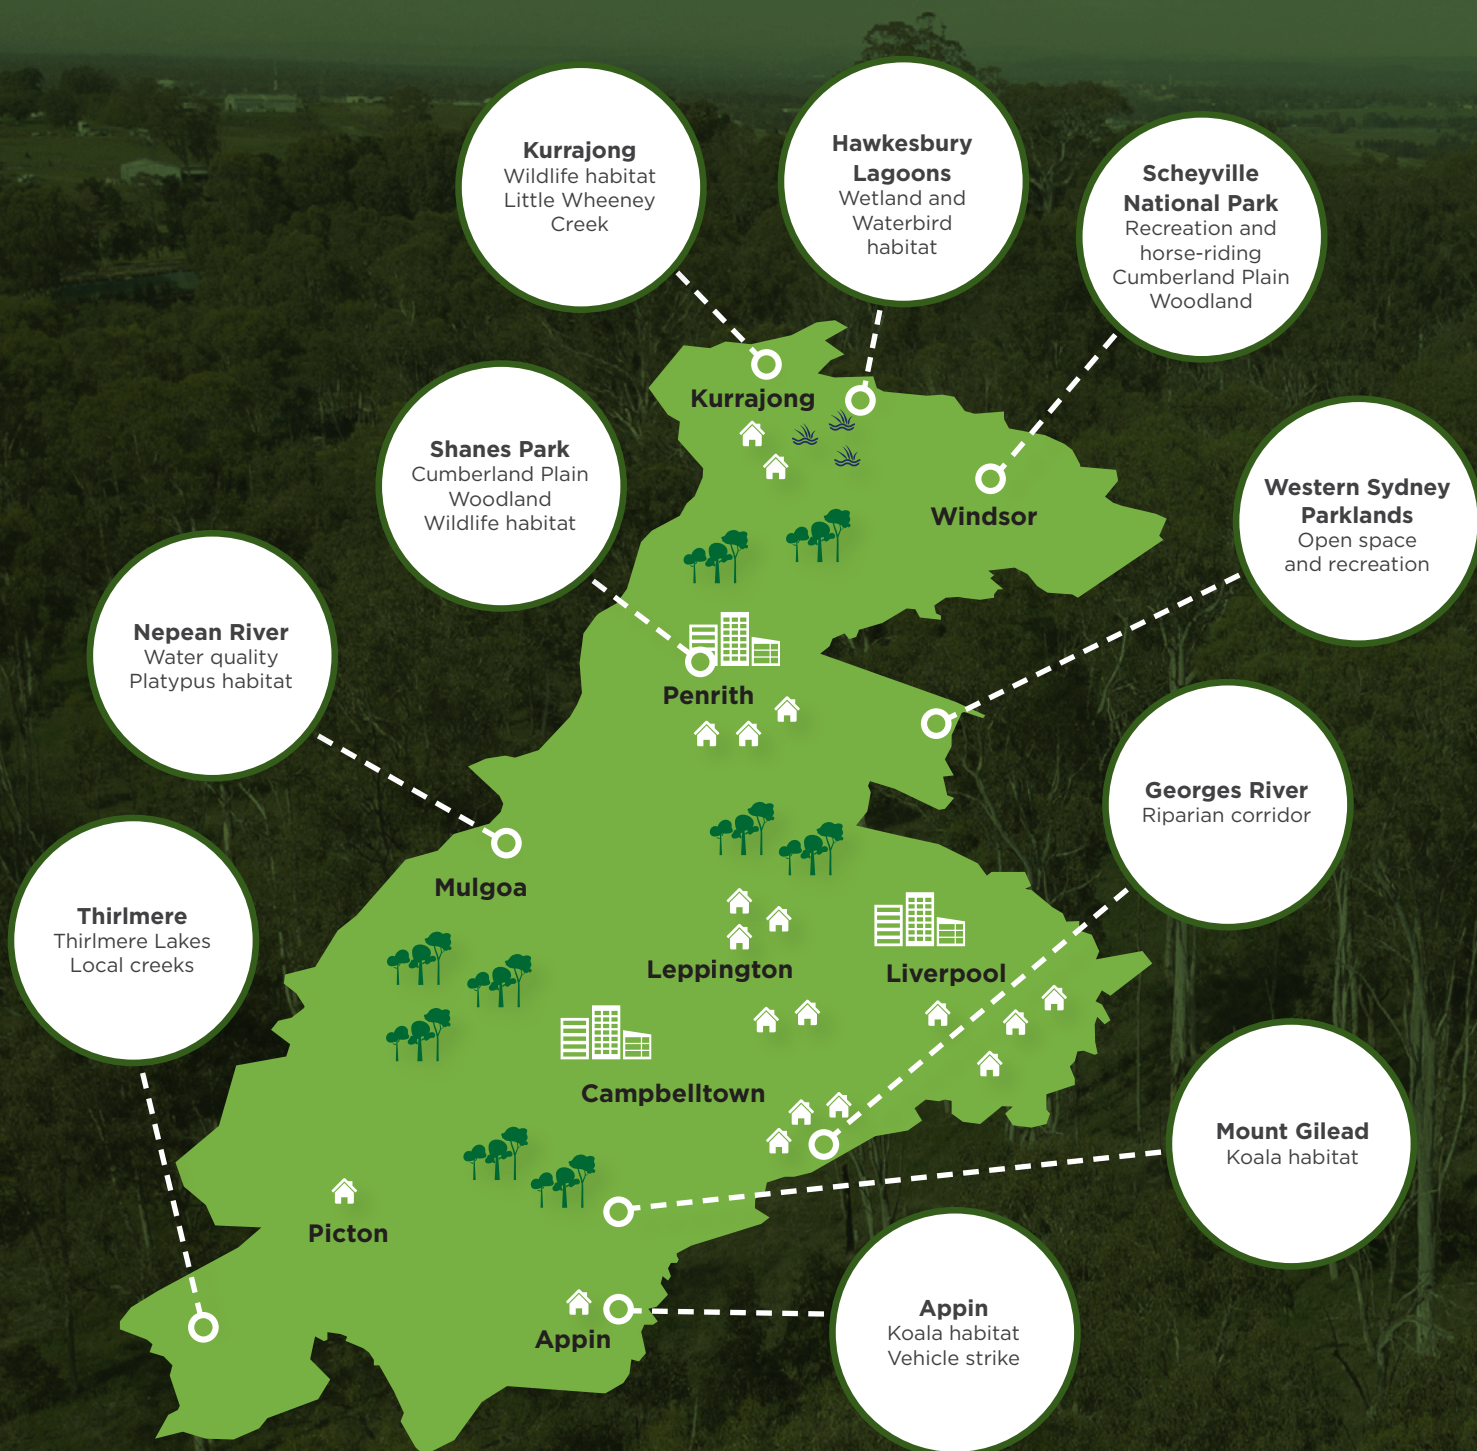 Kurrajong
Wildlife habitat
Little Wheeney
Creek
Hawkesbury
Lagoons
Wetland and
Waterbird
habitat
Scheyville
National Park
Recreation and
horse-riding
Cumberland Plain
Woodland
Shanes Park
Cumberland Plain
Woodland
Wildlife habitat
Western Sydney
Parklands
Open space
and recreation
Nepean River
Water quality
Platypus habitat
Georges River
Riparian corridor
Thirlmere
Thirlmere Lakes
Local creeks
Mount Gilead
Koala habitat
Appin
Koala habitat
Vehicle strike
Kurrajong
Windsor
Penrith
Mulgoa
Leppington
Liverpool
Campbelltown
Picton
Appin